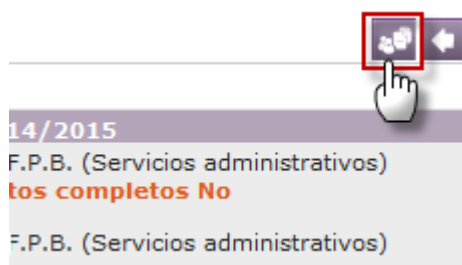 14/2015
F.P.B. (Servicios administrativos)
tos completos No
F.P.B. (Servicios administrativos)